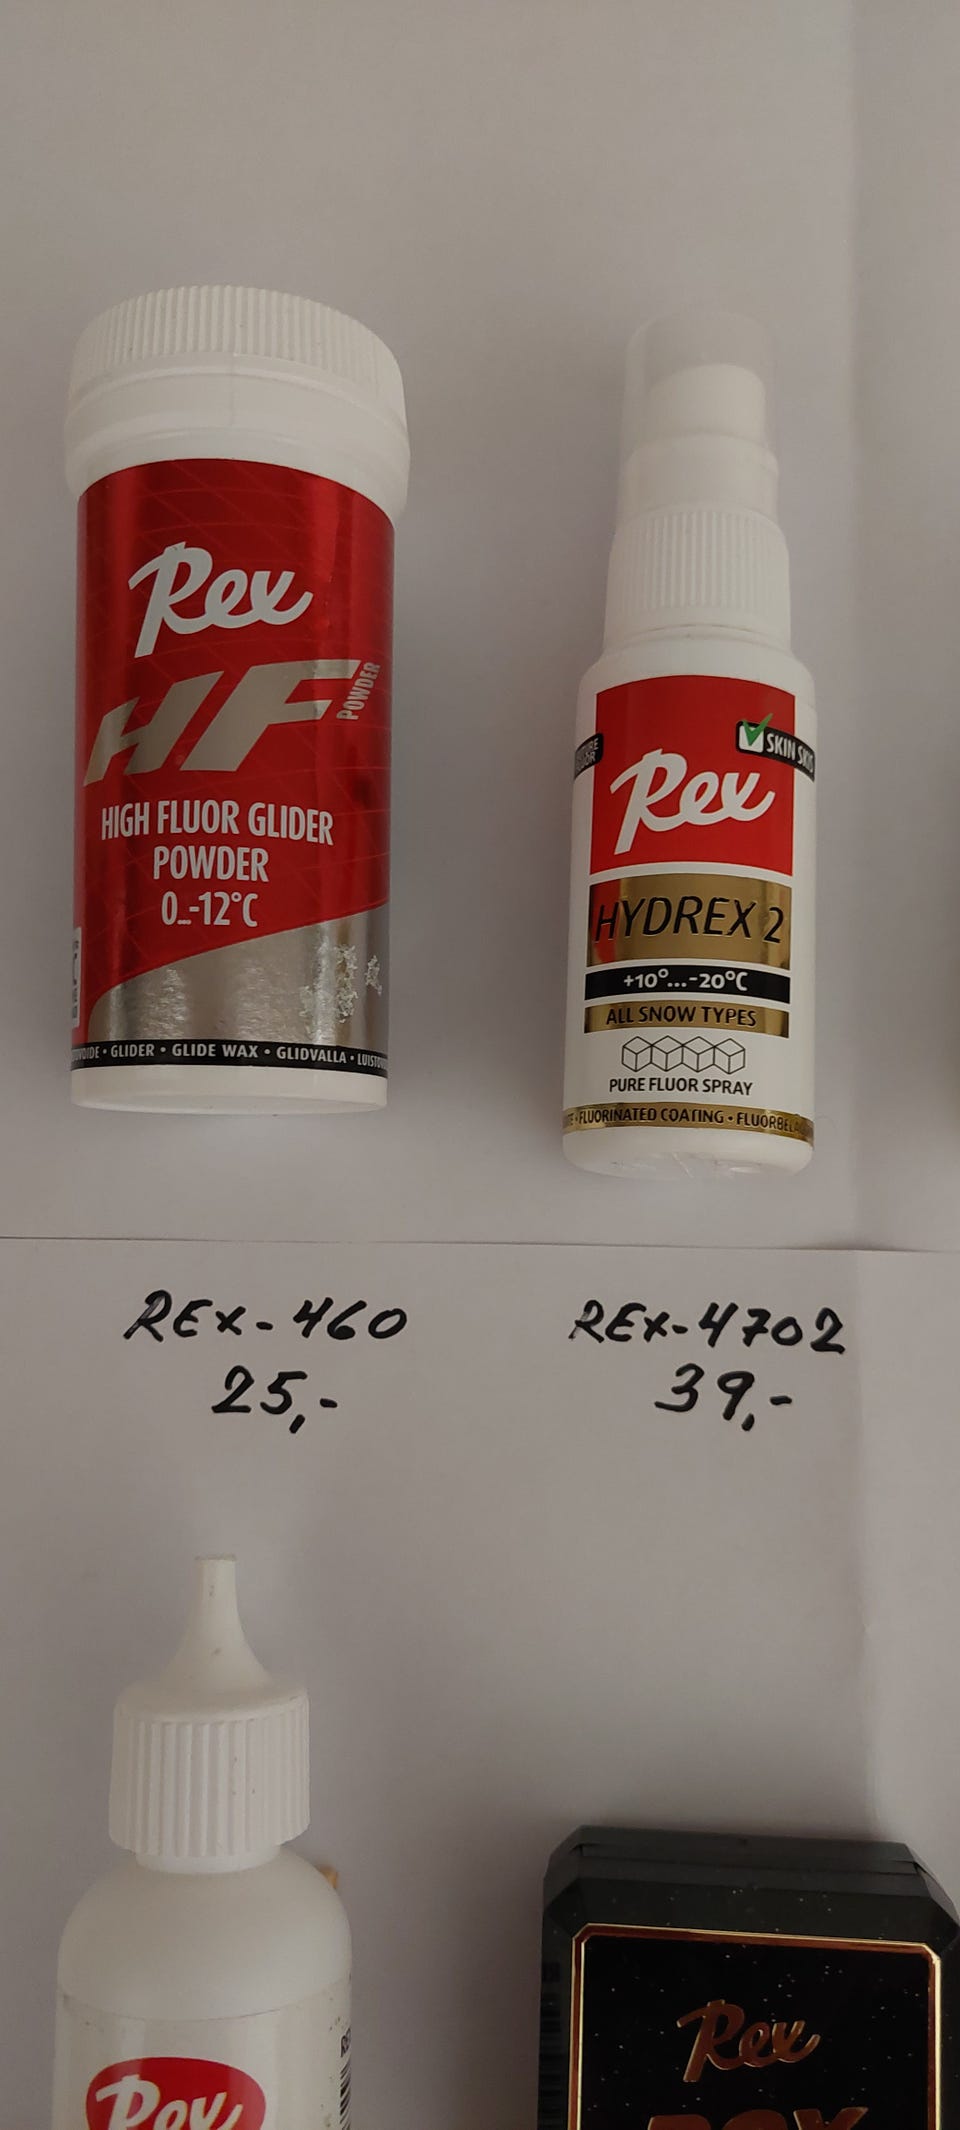 Rex
HF POWDER
HIGH FLUOR GLIDER
POWDER
0...-12°C
GLIDER • GLIDE WAX • GLIDVALLA •
SKIN
Rex
HYDREX 2
+10°...-20°C
ALL SNOW TYPES
PURE FLUOR SPRAY
• FLUORINATED COATING •
REX-460
25,-
REX-4702
39,-
Rex
Rex